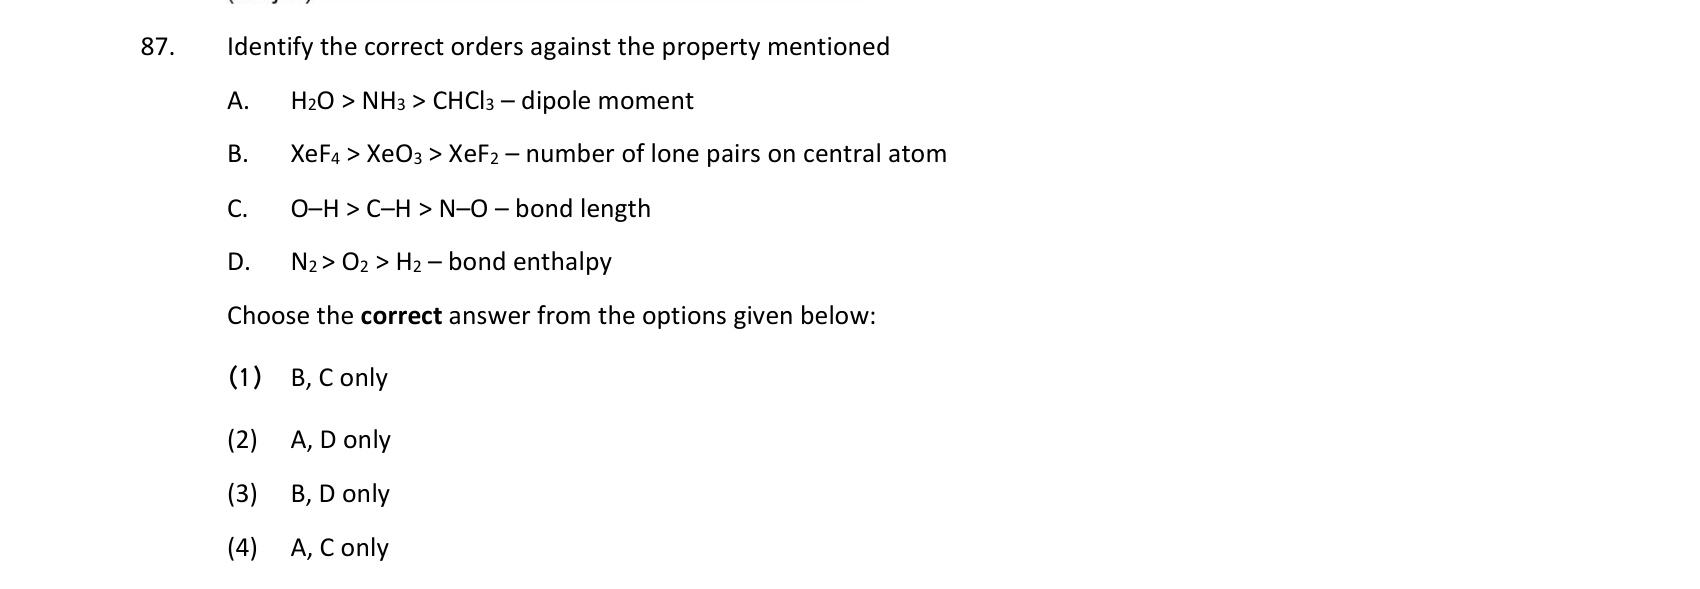 87. Identify the correct orders against the property mentioned
A. H₂O > NH₃ > CHCl₃ – dipole moment
B. XeF₄ > XeO₃ > XeF₂ – number of lone pairs on central atom
C. O–H > C–H > N–O – bond length
D. N₂ > O₂ > H₂ – bond enthalpy
Choose the correct answer from the options given below:
(1) B, C only
(2) A, D only
(3) B, D only
(4) A, C only